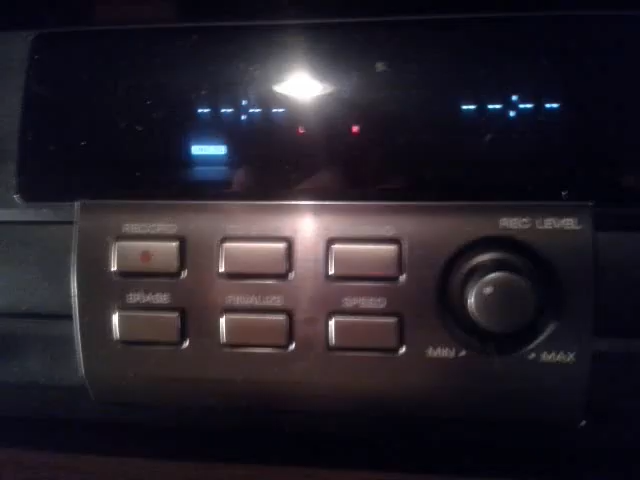 --:--
--:--
RECORD
REC LEVEL
ERASE
FINALIZE
SPEED
MIN
MAX